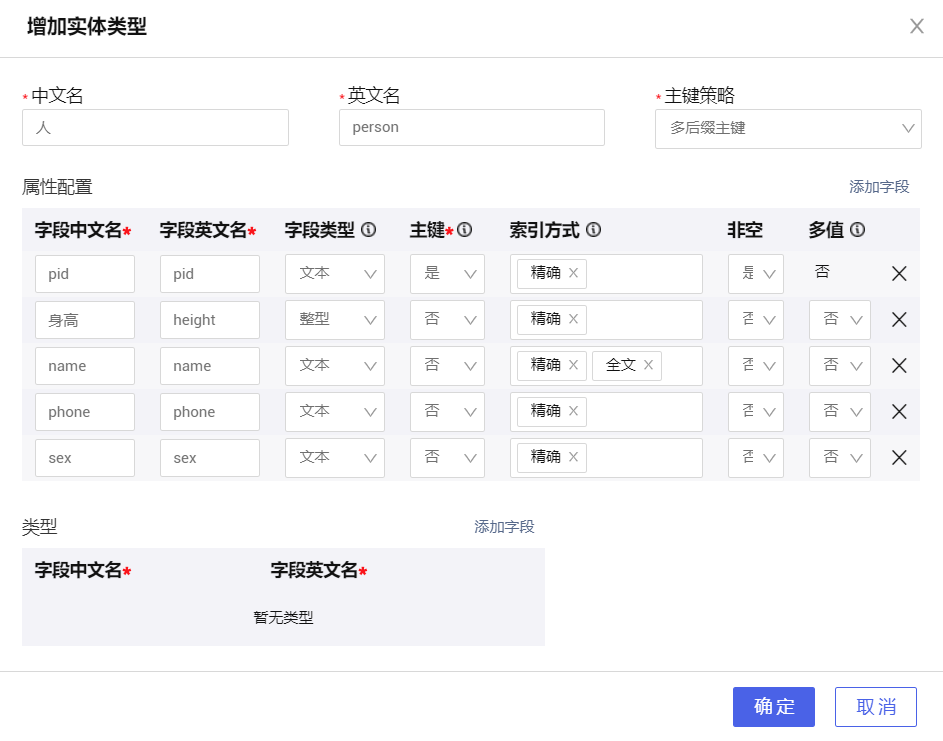 增加实体类型
*中文名 *英文名 *主键策略
人 person 多后缀主键
属性配置 添加字段
字段中文名* 字段英文名* 字段类型 主键* 索引方式 非空 多值
pid pid 文本 是 精确 X 是 否
身高 height 整型 否 精确 X 否 否
name name 文本 否 精确 X 全文 X 否 否
phone phone 文本 否 精确 X 否 否
sex sex 文本 否 精确 X 否 否
类型 添加字段
字段中文名* 字段英文名*
暂无类型
确定 取消